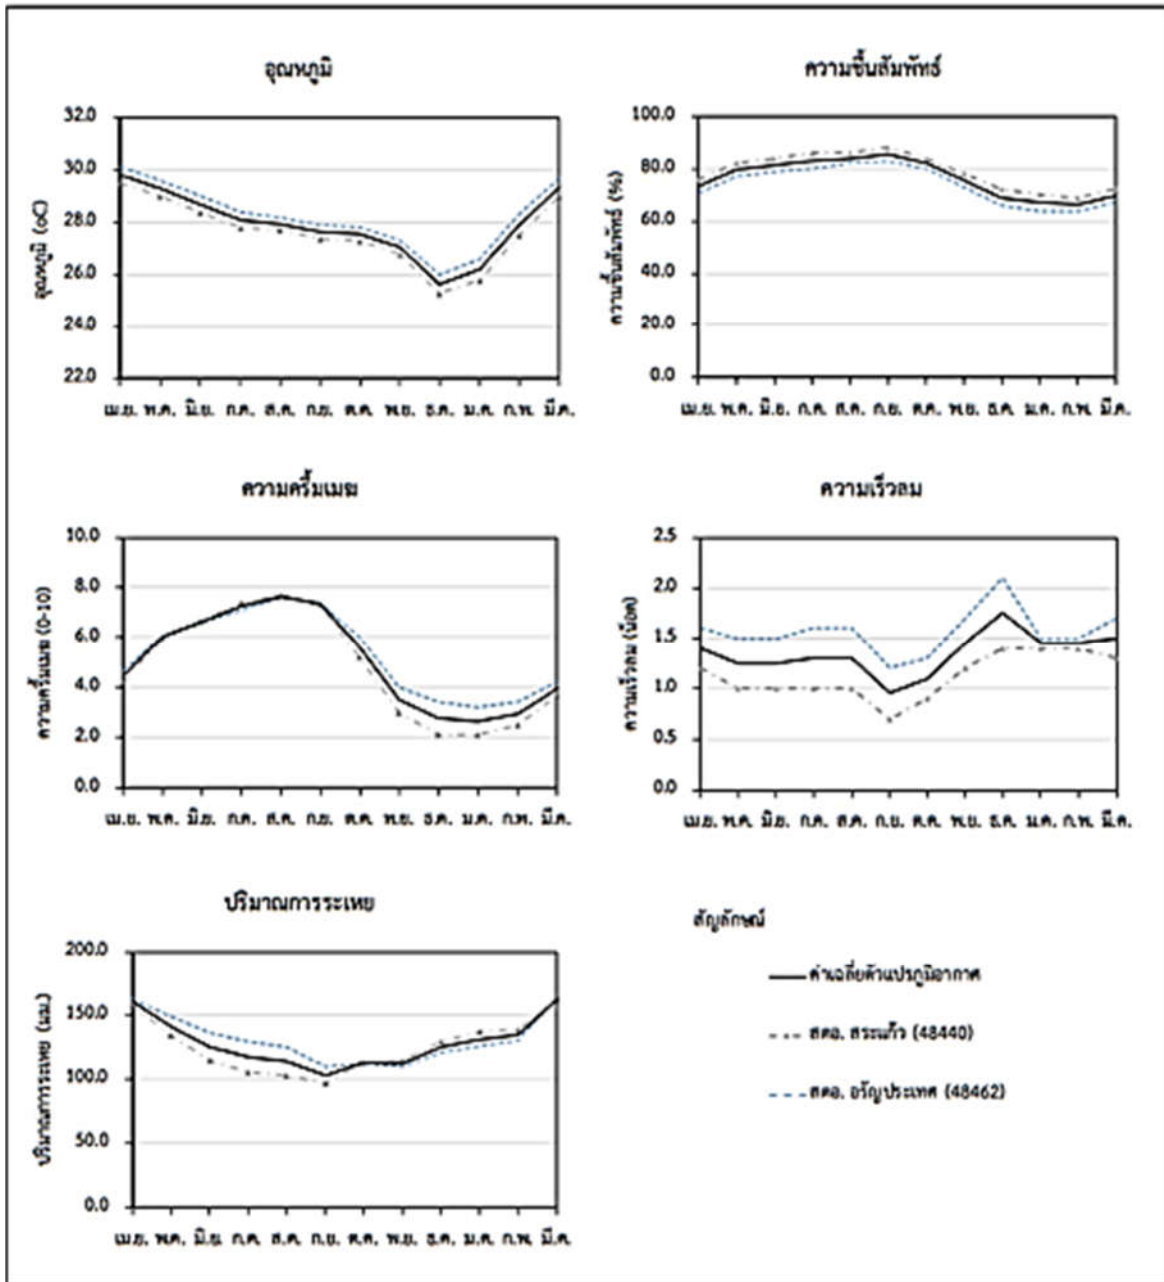 อุณหภูมิ
32.0
30.0
28.0
26.0
24.0
22.0
อุณหภูมิ (oC)
เม.ย. พ.ค. มิ.ย. ก.ค. ส.ค. ก.ย. ต.ค. พ.ย. ธ.ค. ม.ค. ก.พ. มี.ค.
ความชื้นสัมพัทธ์
100.0
80.0
60.0
40.0
20.0
0.0
ความชื้นสัมพัทธ์ (%)
เม.ย. พ.ค. มิ.ย. ก.ค. ส.ค. ก.ย. ต.ค. พ.ย. ธ.ค. ม.ค. ก.พ. มี.ค.
ความครึ้มเมฆ
10.0
8.0
6.0
4.0
2.0
0.0
ความครึ้มเมฆ (0-10)
เม.ย. พ.ค. มิ.ย. ก.ค. ส.ค. ก.ย. ต.ค. พ.ย. ธ.ค. ม.ค. ก.พ. มี.ค.
ความเร็วลม
2.5
2.0
1.5
1.0
0.5
0.0
ความเร็วลม (น็อต)
เม.ย. พ.ค. มิ.ย. ก.ค. ส.ค. ก.ย. ต.ค. พ.ย. ธ.ค. ม.ค. ก.พ. มี.ค.
ปริมาณการระเหย
200.0
150.0
100.0
50.0
0.0
ปริมาณการระเหย (มม.)
เม.ย. พ.ค. มิ.ย. ก.ค. ส.ค. ก.ย. ต.ค. พ.ย. ธ.ค. ม.ค. ก.พ. มี.ค.
สัญลักษณ์
ค่าเฉลี่ยตัวแปรภูมิอากาศ
สตอ. สระแก้ว (48440)
สตอ. อรัญประเทศ (48462)